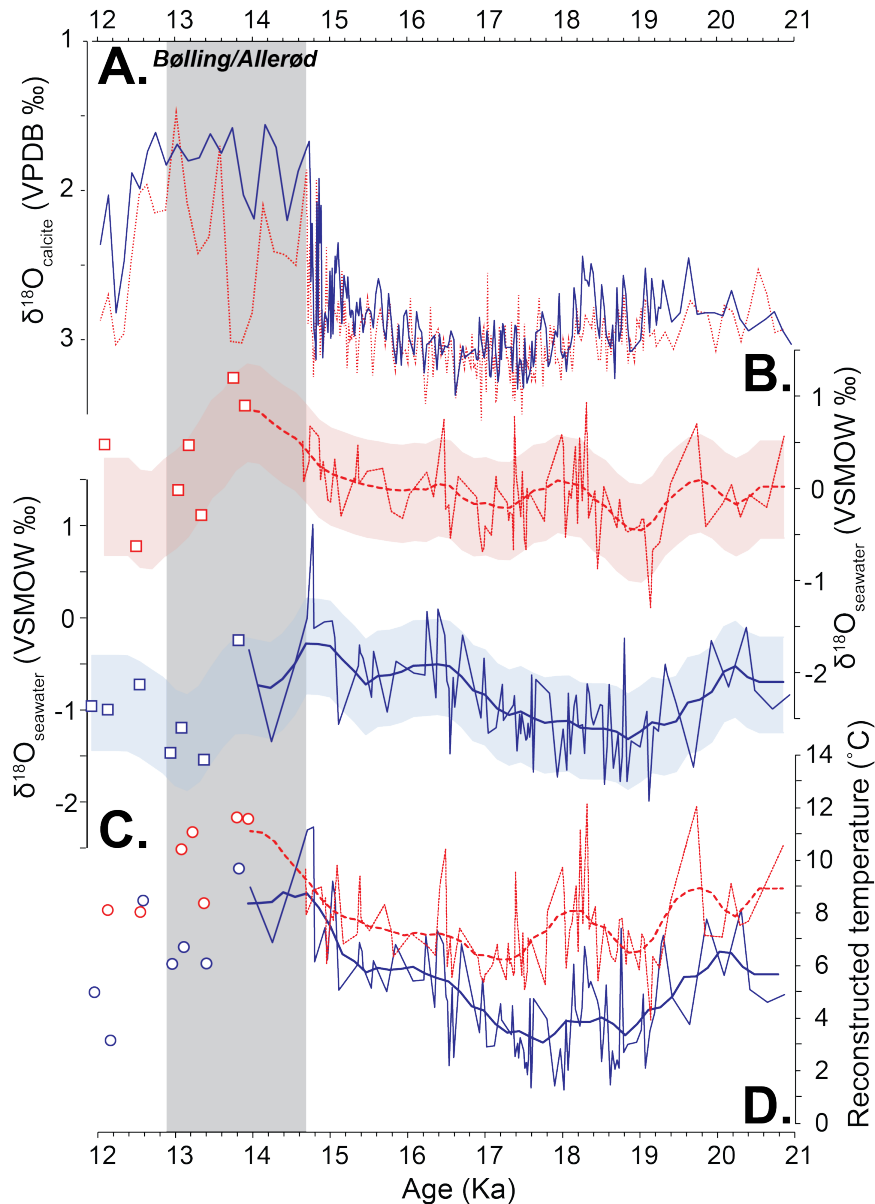 12 13 14 15 16 17 18 19 20 21
1
Bølling/Allerød
A.
δ¹⁸Ocalcite (VPDB ‰)
2
3
B.
1
0
-1
-2
δ¹⁸Oseawater (VSMOW ‰)
1
0
-1
-2
δ¹⁸Oseawater (VSMOW ‰)
C.
14
12
10
8
6
4
2
0
Reconstructed temperature (˚C)
D.
12 13 14 15 16 17 18 19 20 21
Age (Ka)